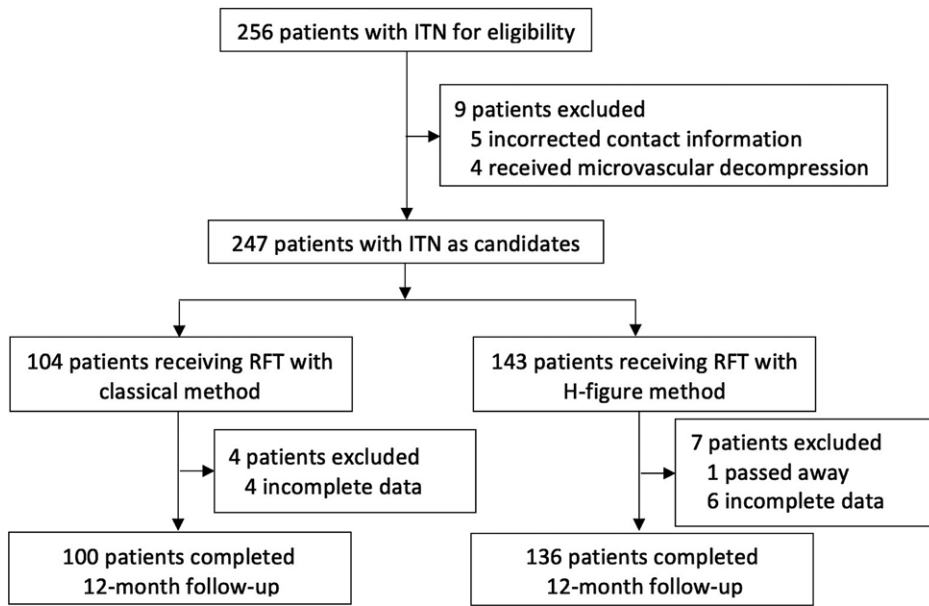 256 patients with ITN for eligibility
9 patients excluded
5 incorrected contact information
4 received microvascular decompression
247 patients with ITN as candidates
104 patients receiving RFT with
classical method
143 patients receiving RFT with
H-figure method
4 patients excluded
4 incomplete data
7 patients excluded
1 passed away
6 incomplete data
100 patients completed
12-month follow-up
136 patients completed
12-month follow-up